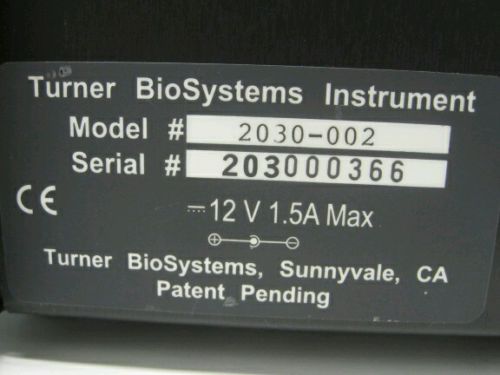 Turner BioSystems Instrument
Model # 2030-002
Serial # 203000366
CE
⎓ 12 V 1.5A Max
Turner BioSystems, Sunnyvale, CA
Patent Pending